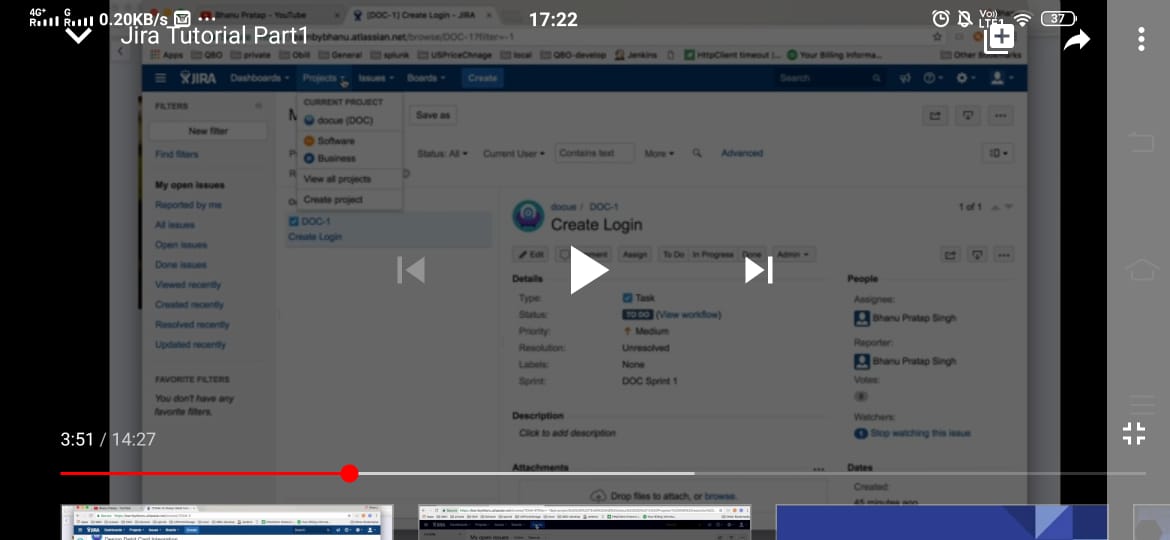 4G+ R G R 0.20KB/s ... 17:22 Vo)) LTE1 37
Bhanu Pratap - YouTube [DOC-1] Create Login - JIRA
Jira Tutorial Part1
bybhanu.atlassian.net/browse/DOC-1?filter=-1
Apps QBO private Obill General splunk USPriceChnage local QBO-develop Jenkins HttpClient timeout |... Your Billing Informa... Other Bookmarks
JIRA Dashboards Projects Issues Boards Create Search
FILTERS
New filter
Find filters
My open issues
Reported by me
All issues
Open issues
Done issues
Viewed recently
Created recently
Resolved recently
Updated recently
FAVORITE FILTERS
You don't have any
favorite filters.
CURRENT PROJECT
docue (DOC)
Software
Business
View all projects
Create project
Save as
Status: All Current User Contains text More Advanced
DOC-1
Create Login
docue / DOC-1
Create Login
1 of 1
Edit Assign To Do In Progress Done Admin
Details
Type: Task
Status: TO DO (View workflow)
Priority: Medium
Resolution: Unresolved
Labels: None
Sprint: DOC Sprint 1
Description
Click to add description
Attachments
Drop files to attach, or browse.
People
Assignee:
Bhanu Pratap Singh
Reporter:
Bhanu Pratap Singh
Votes:
0
Watchers:
1 Stop watching this issue
Dates
Created:
45 minutes ago
3:51 / 14:27